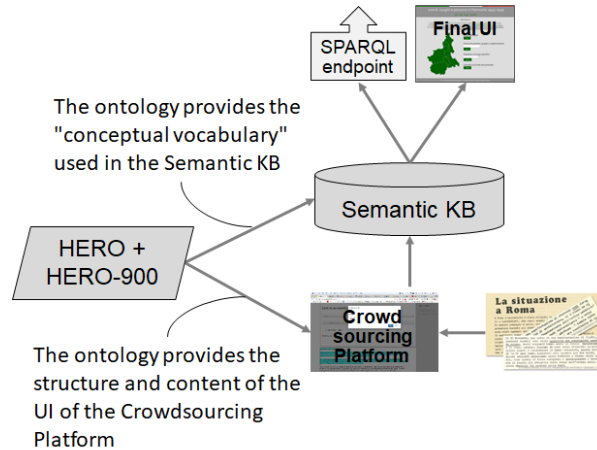 SPARQL
endpoint
Final UI
The ontology provides the
"conceptual vocabulary"
used in the Semantic KB
Semantic KB
HERO +
HERO-900
Crowd
sourcing
Platform
La situazione
a Roma
The ontology provides the
structure and content of the
UI of the Crowdsourcing
Platform